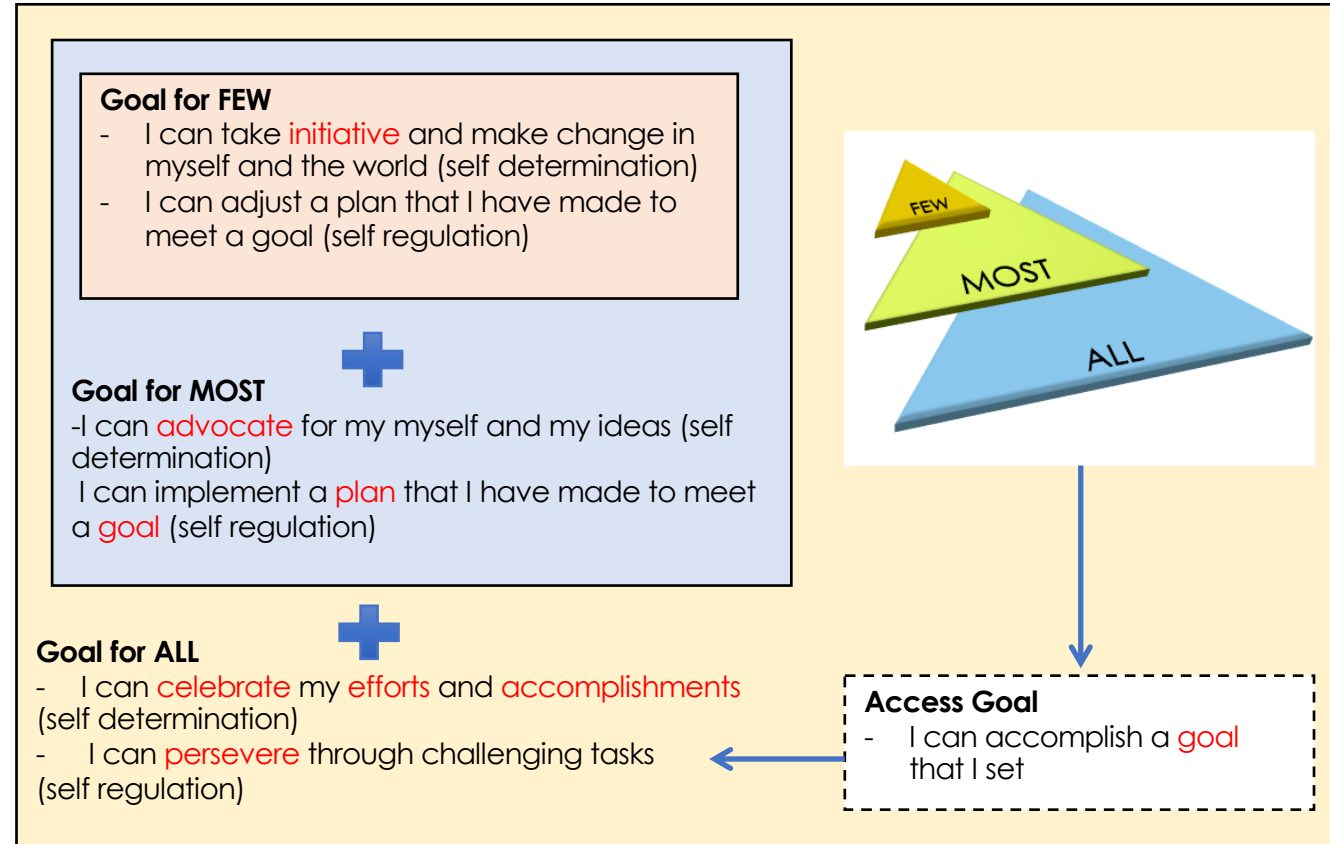 Goal for FEW
- I can take initiative and make change in
myself and the world (self determination)
- I can adjust a plan that I have made to
meet a goal (self regulation)
Goal for MOST
-I can advocate for my myself and my ideas (self
determination)
I can implement a plan that I have made to meet
a goal (self regulation)
Goal for ALL
- I can celebrate my efforts and accomplishments
(self determination)
- I can persevere through challenging tasks
(self regulation)
FEW
MOST
ALL
Access Goal
- I can accomplish a goal
that I set